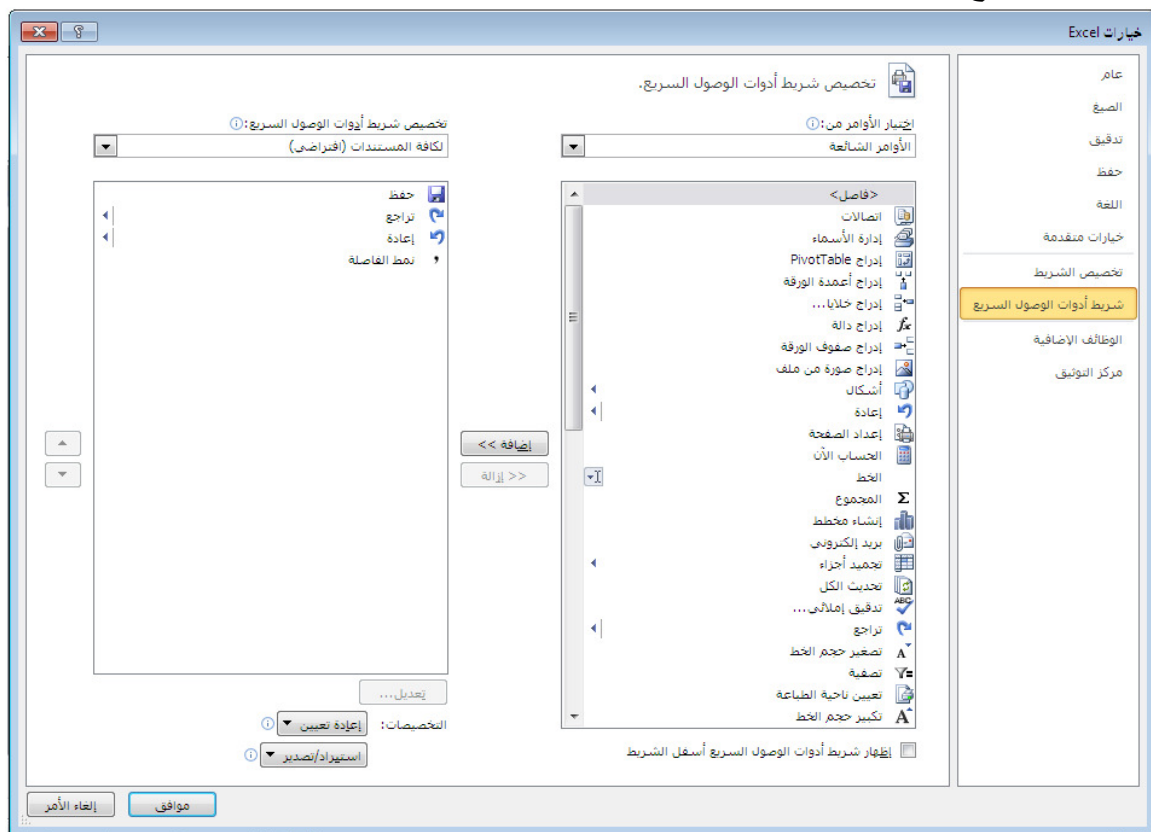 خيارات Excel
عام
الصيغ
تدقيق
حفظ
اللغة
خيارات متقدمة
تخصيص الشريط
شريط أدوات الوصول السريع
الوظائف الإضافية
مركز التوثيق
تخصيص شريط أدوات الوصول السريع.
اختيار الأوامر من:
الأوامر الشائعة
<فاصل>
اتصالات
إدارة الأسماء
إدراج PivotTable
إدراج أعمدة الورقة
إدراج خلايا...
إدراج دالة
إدراج صفوف الورقة
إدراج صورة من ملف
أشكال
إعادة
إعداد الصفحة
الحساب الآن
الخط
المجموع
إنشاء مخطط
بريد إلكتروني
تجميد أجزاء
تحديث الكل
تدقيق إملائي...
تراجع
تصغير حجم الخط
تصفية
تعيين ناحية الطباعة
تكبير حجم الخط
إظهار شريط أدوات الوصول السريع أسفل الشريط
إضافة >>
<< إزالة
تخصيص شريط أدوات الوصول السريع:
لكافة المستندات (افتراضي)
حفظ
تراجع
إعادة
نمط الفاصلة
تعديل...
التخصيصات: إعادة تعيين
استيراد/تصدير
موافق
إلغاء الأمر